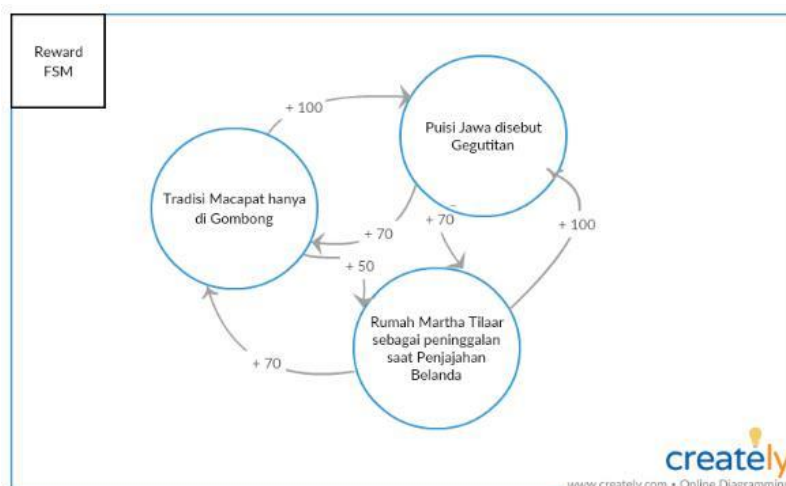 Reward
FSM
+ 100
Puisi Jawa disebut
Gegutitan
Tradisi Macapat hanya
di Gombong
+ 70
+ 70
+ 100
+ 50
Rumah Martha Tilaar
sebagai peninggalan
saat Penjajahan
Belanda
+ 70
creately
www.creately.com • Online Diagramming